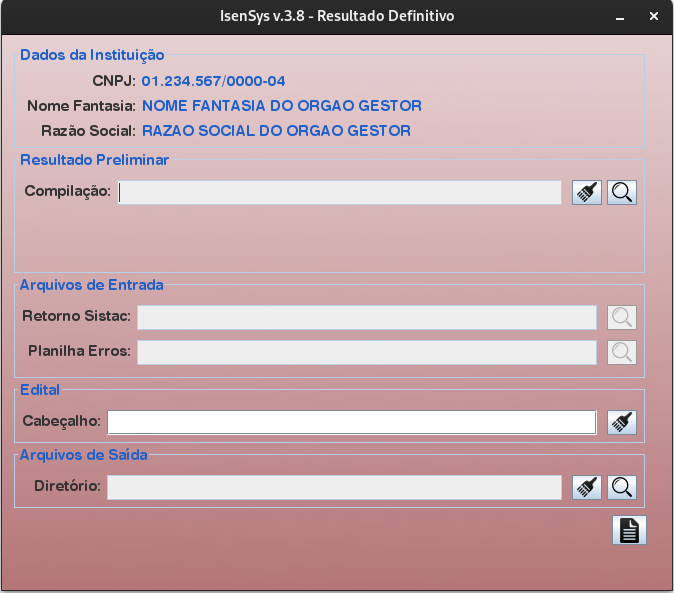 IsenSys v.3.8 - Resultado Definitivo
Dados da Instituição
CNPJ: 01.234.567/0000-04
Nome Fantasia: NOME FANTASIA DO ORGAO GESTOR
Razão Social: RAZAO SOCIAL DO ORGAO GESTOR
Resultado Preliminar
Compilação:
Arquivos de Entrada
Retorno Sistac:
Planilha Erros:
Edital
Cabeçalho:
Arquivos de Saída
Diretório: